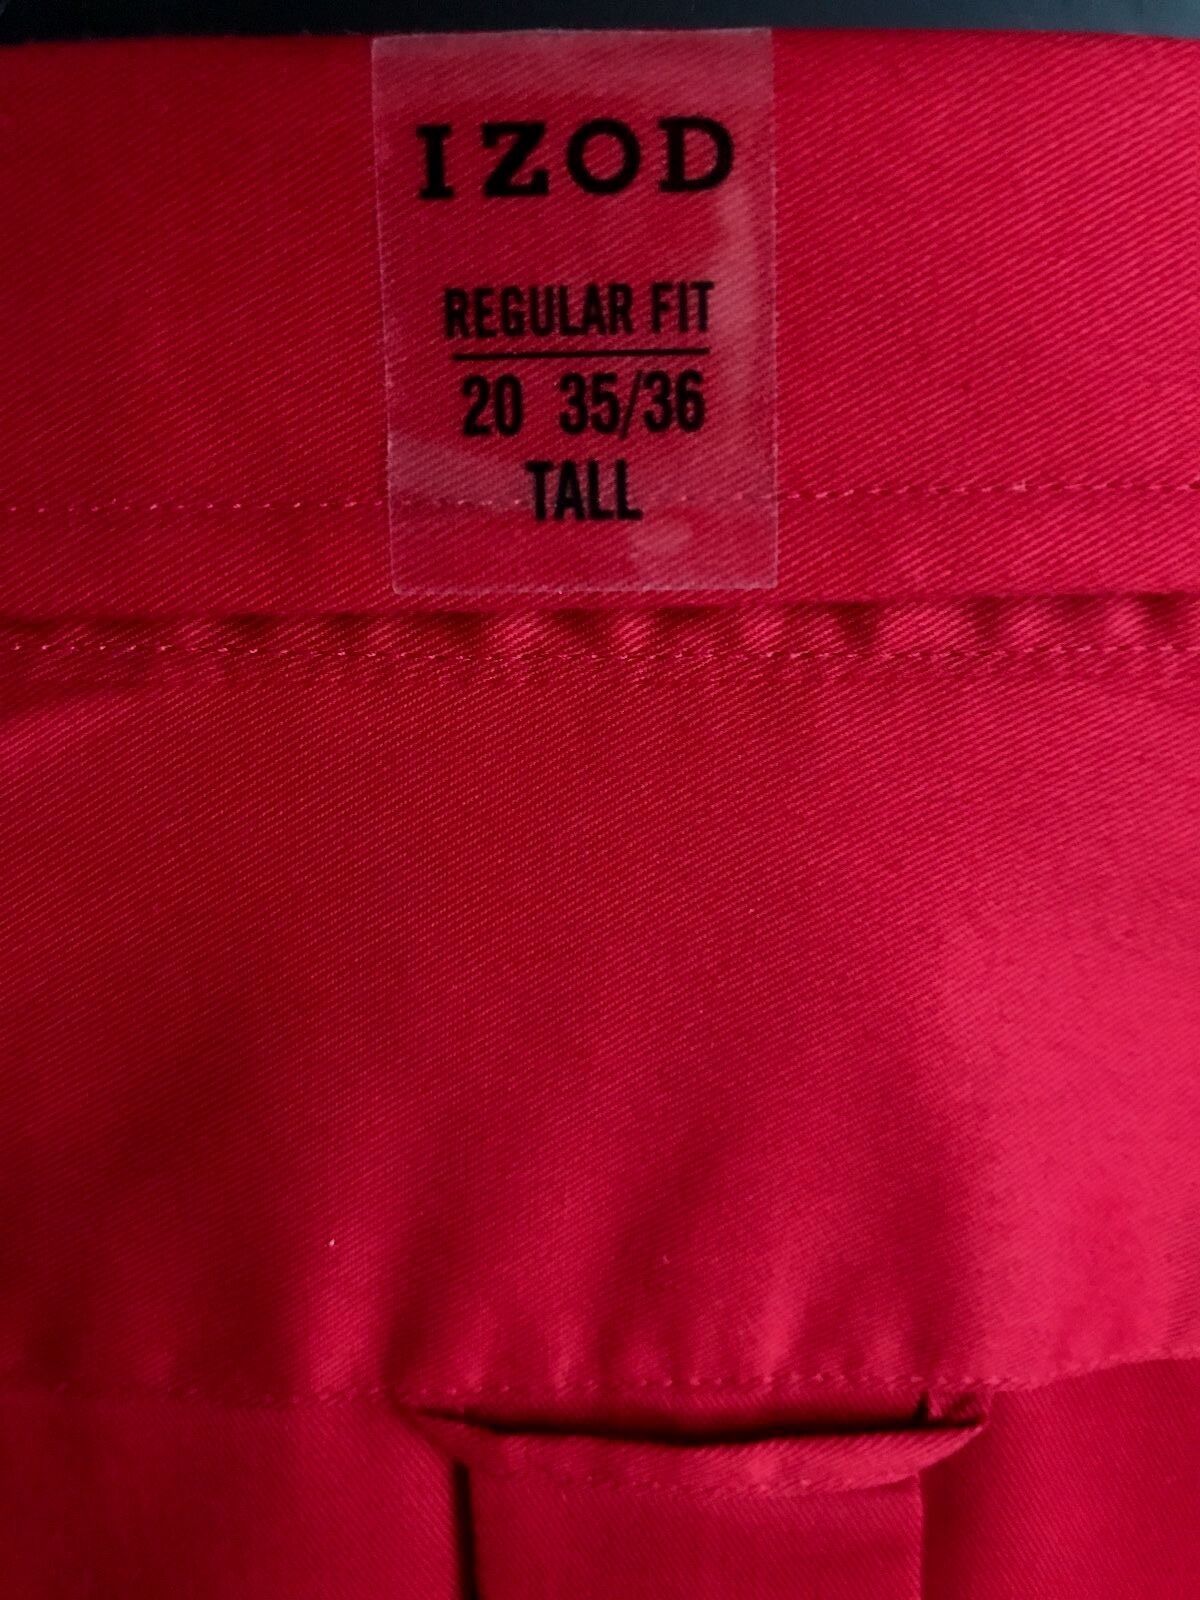 IZOD
REGULAR FIT
20 35/36
TALL